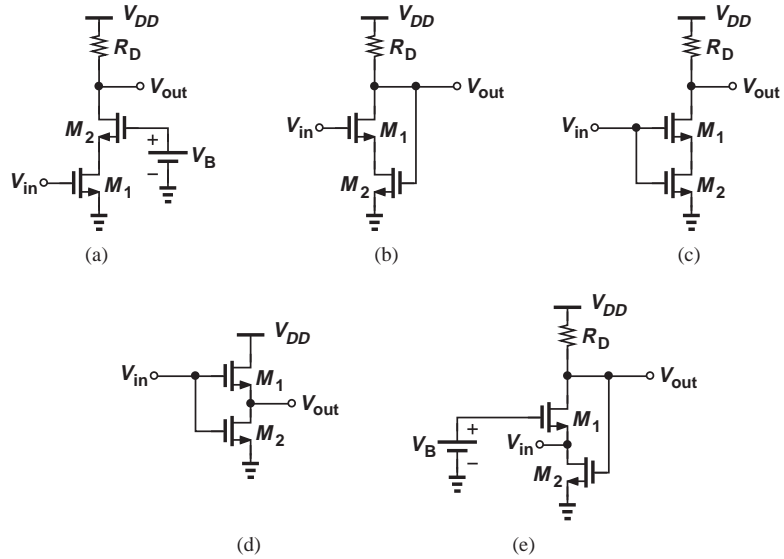 V_DD
R_D
V_out
M_2
V_B
+
−
V_in
M_1
(a)
V_DD
R_D
V_out
V_in
M_1
M_2
(b)
V_DD
R_D
V_out
V_in
M_1
M_2
(c)
V_DD
V_in
M_1
V_out
M_2
(d)
V_DD
R_D
V_out
M_1
V_B
+
−
V_in
M_2
(e)